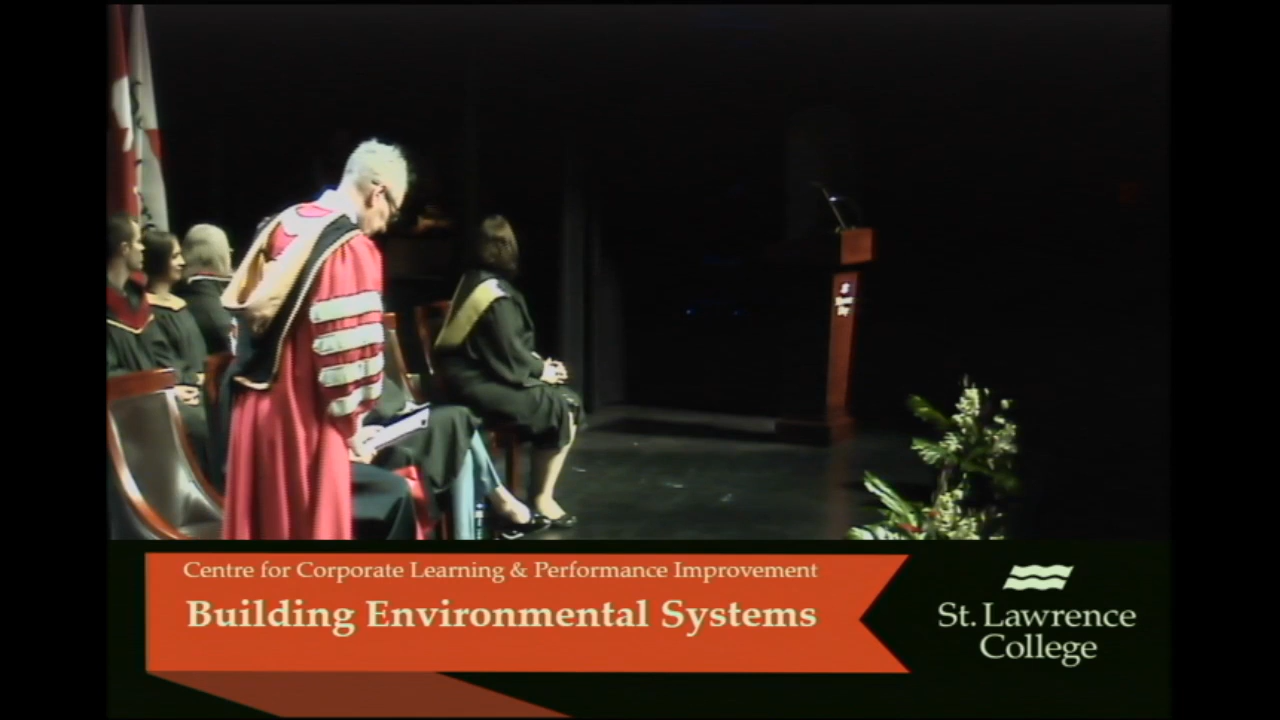 Centre for Corporate Learning & Performance Improvement
Building Environmental Systems
St. Lawrence
College